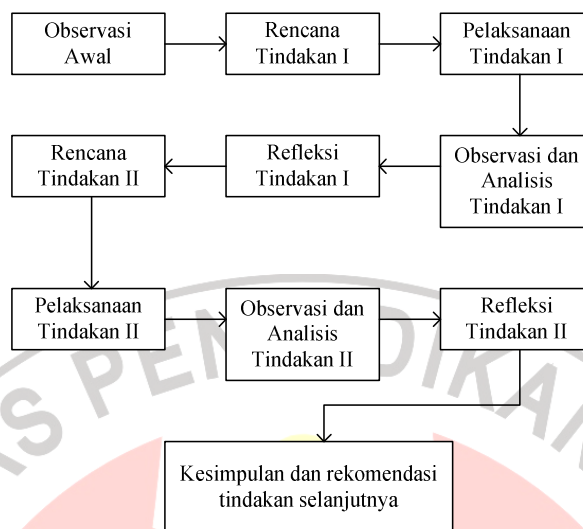 Observasi
Awal
Rencana
Tindakan I
Pelaksanaan
Tindakan I
Observasi dan
Analisis
Tindakan I
Refleksi
Tindakan I
Rencana
Tindakan II
Pelaksanaan
Tindakan II
Observasi dan
Analisis
Tindakan II
Refleksi
Tindakan II
Kesimpulan dan rekomendasi
tindakan selanjutnya